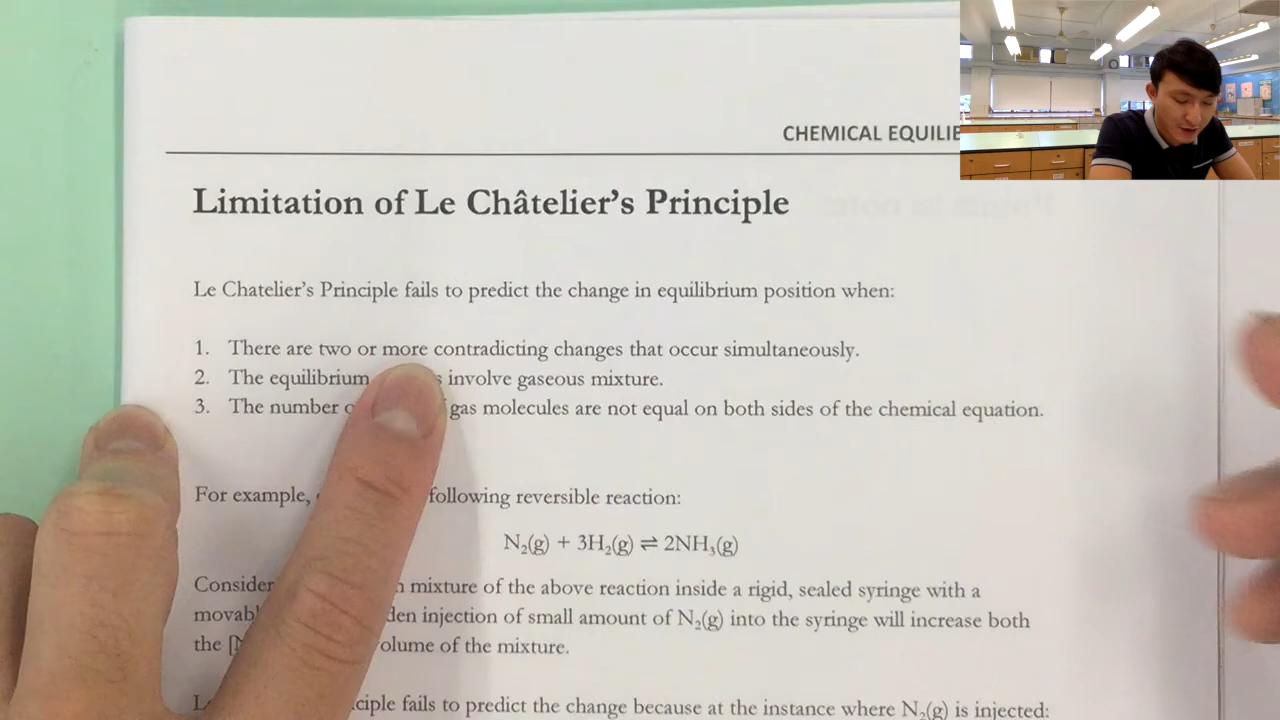 CHEMICAL
Limitation of Le Châtelier's Principle
Le Chatelier's Principle fails to predict the change in equilibrium position when:
1. There are two or more contradicting changes that occur simultaneously.
2. The equilibrium involve gaseous mixture.
3. The number gas molecules are not equal on both sides of the chemical equation.
For example, following reversible reaction:
N₂(g) + 3H₂(g) ⇌ 2NH₃(g)
mixture of the above reaction inside a rigid, sealed syringe with a
injection of small amount of N₂(g) into the syringe will increase both
the of the mixture.
fails to predict the change because at the instance where N₂(g) is injected: